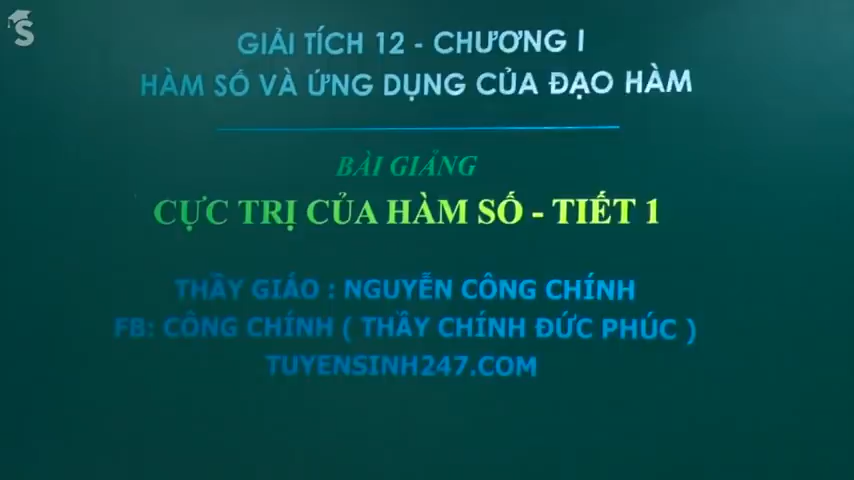 GIẢI TÍCH 12 - CHƯƠNG I
HÀM SỐ VÀ ỨNG DỤNG CỦA ĐẠO HÀM
BÀI GIẢNG
CỰC TRỊ CỦA HÀM SỐ - TIẾT 1
THẦY GIÁO : NGUYỄN CÔNG CHÍNH
FB: CÔNG CHÍNH ( THẦY CHÍNH ĐỨC PHÚC )
TUYENSINH247.COM